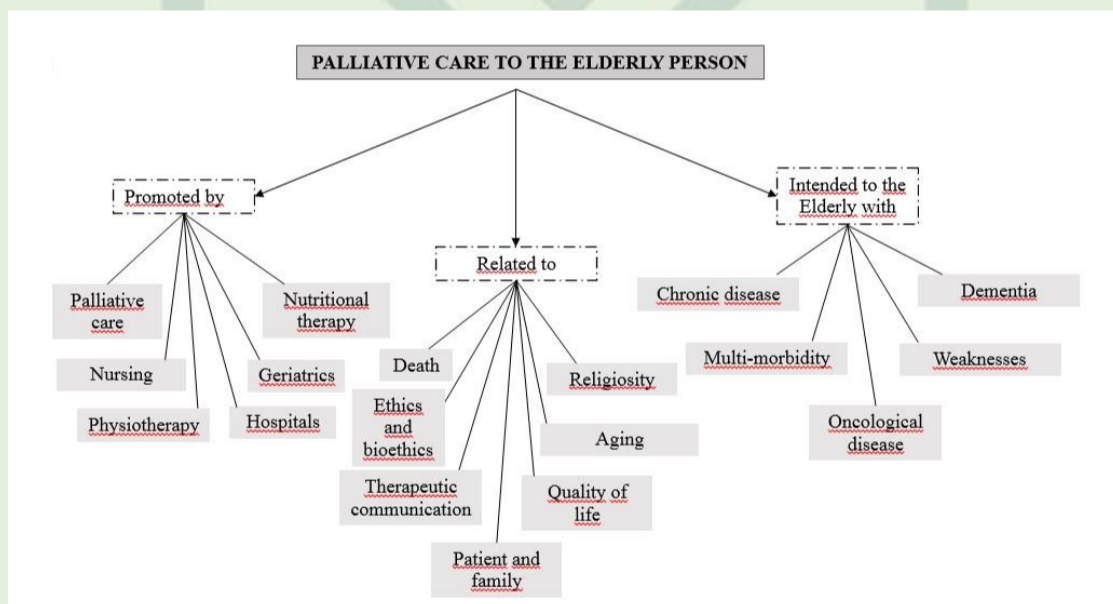 PALLIATIVE CARE TO THE ELDERLY PERSON
Promoted by
Palliative
care
Nursing
Physiotherapy
Hospitals
Geriatrics
Nutritional
therapy
Related to
Death
Ethics
and
bioethics
Therapeutic
communication
Patient and
family
Quality of
life
Aging
Religiosity
Intended to the
Elderly with
Chronic disease
Multi-morbidity
Oncological
disease
Weaknesses
Dementia